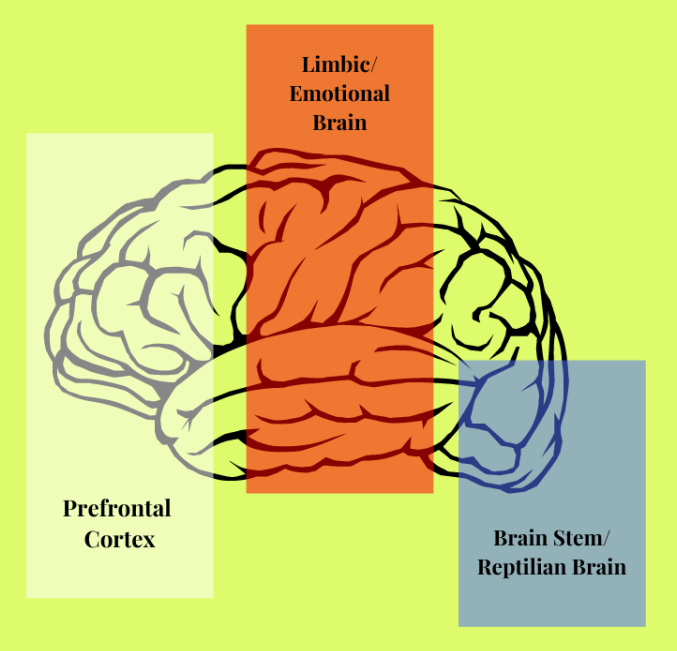 Limbic/
Emotional
Brain
Prefrontal
Cortex
Brain Stem/
Reptilian Brain